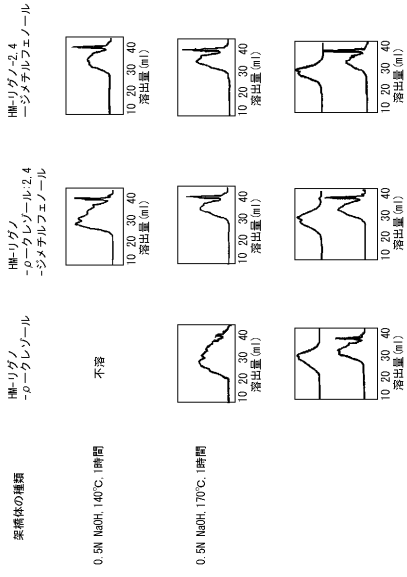 架橋体の種類
HM-リグノ
-ρ-クレゾール
HM-リグノ
-ρ-クレゾール:2,4
-ジメチルフェノール
HM-リグノ-2,4
-ジメチルフェノール
0.5N NaOH, 140°C, 1時間
不溶
10 20 30 40
溶出量(ml)
10 20 30 40
溶出量(ml)
0.5N NaOH, 170°C, 1時間
10 20 30 40
溶出量(ml)
10 20 30 40
溶出量(ml)
10 20 30 40
溶出量(ml)
10 20 30 40
溶出量(ml)
10 20 30 40
溶出量(ml)
10 20 30 40
溶出量(ml)